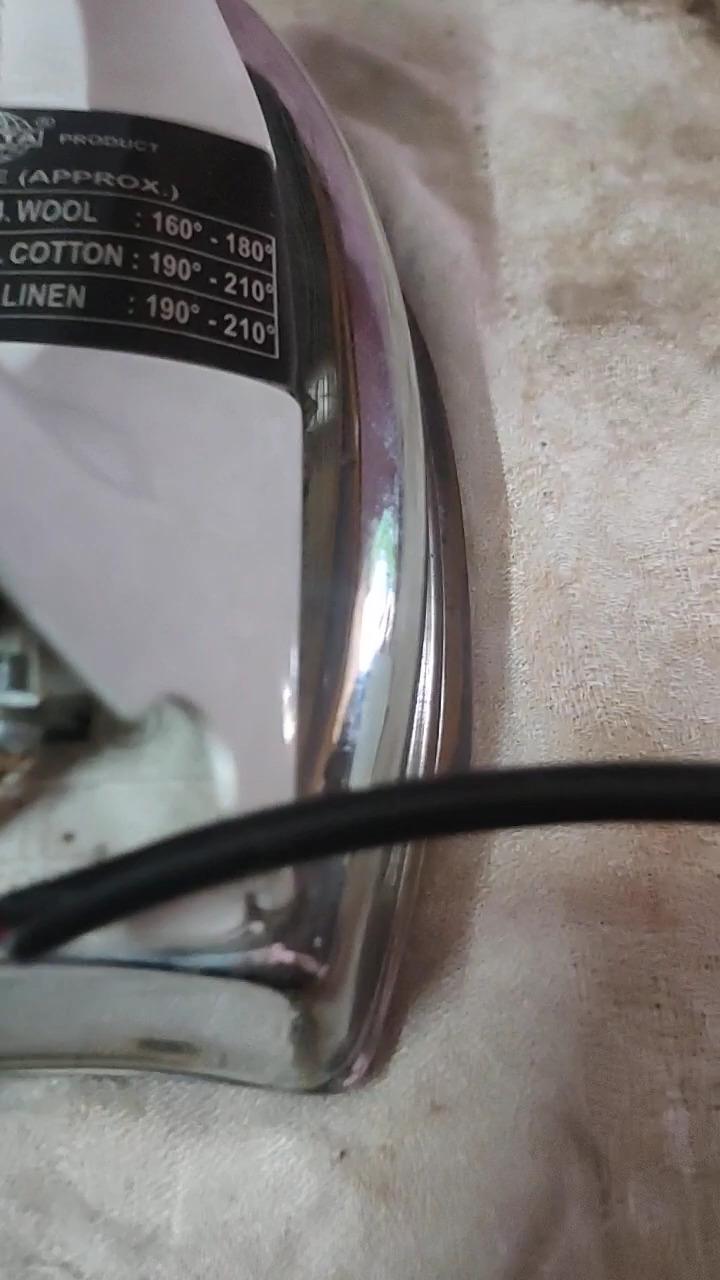 PRODUCT
E (APPROX.)
. WOOL : 160° - 180°
. COTTON : 190° - 210°
LINEN : 190° - 210°